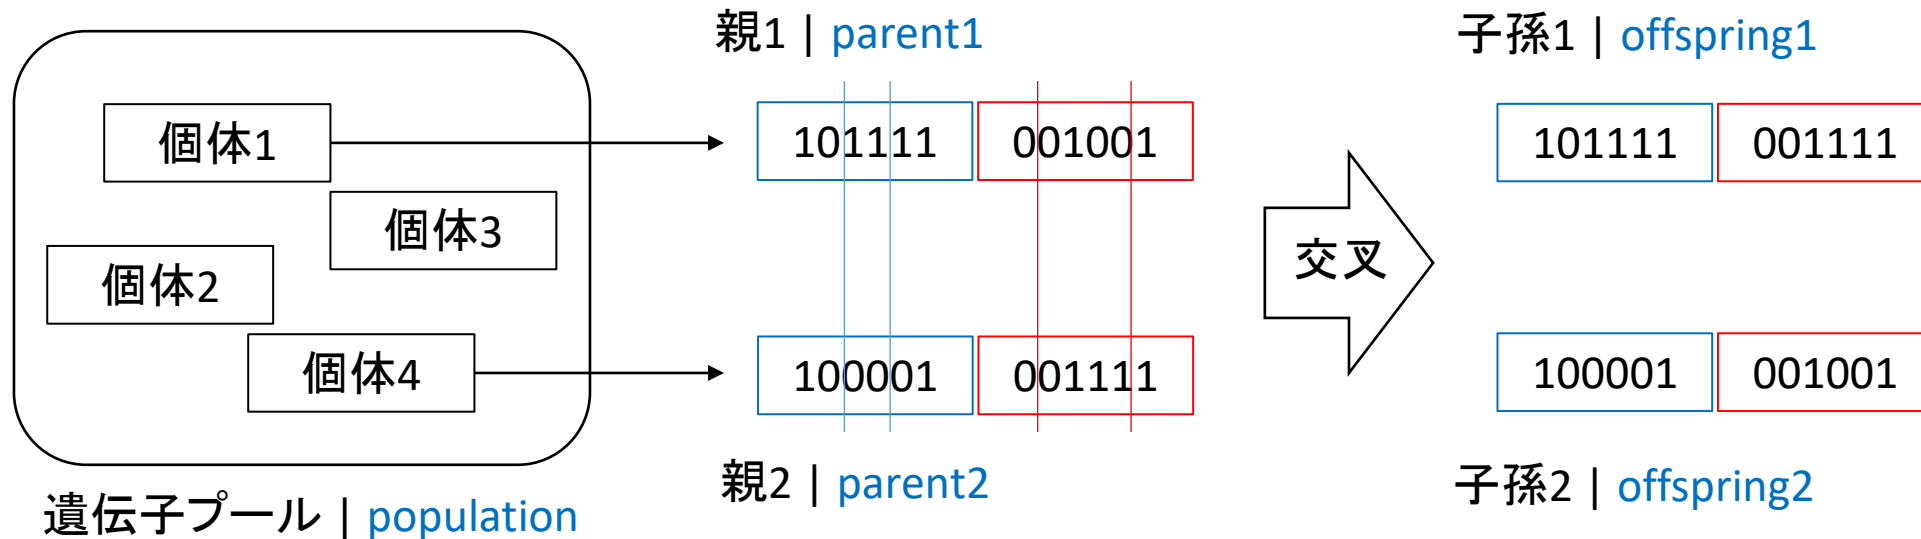 個体1
個体3
個体2
個体4
遺伝子プール | population
親1 | parent1
101111 001001
100001 001111
親2 | parent2
交叉
子孫1 | offspring1
101111 001111
100001 001001
子孫2 | offspring2